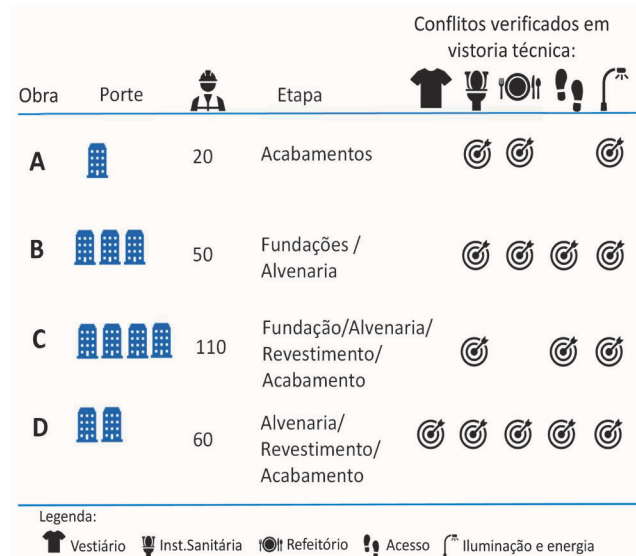 Conflitos verificados em
vistoria técnica:
Obra Porte Etapa
A 20 Acabamentos
B 50 Fundações /
Alvenaria
C 110 Fundação/Alvenaria/
Revestimento/
Acabamento
D 60 Alvenaria/
Revestimento/
Acabamento
Legenda:
Vestiário Inst.Sanitária Refeitório Acesso Iluminação e energia